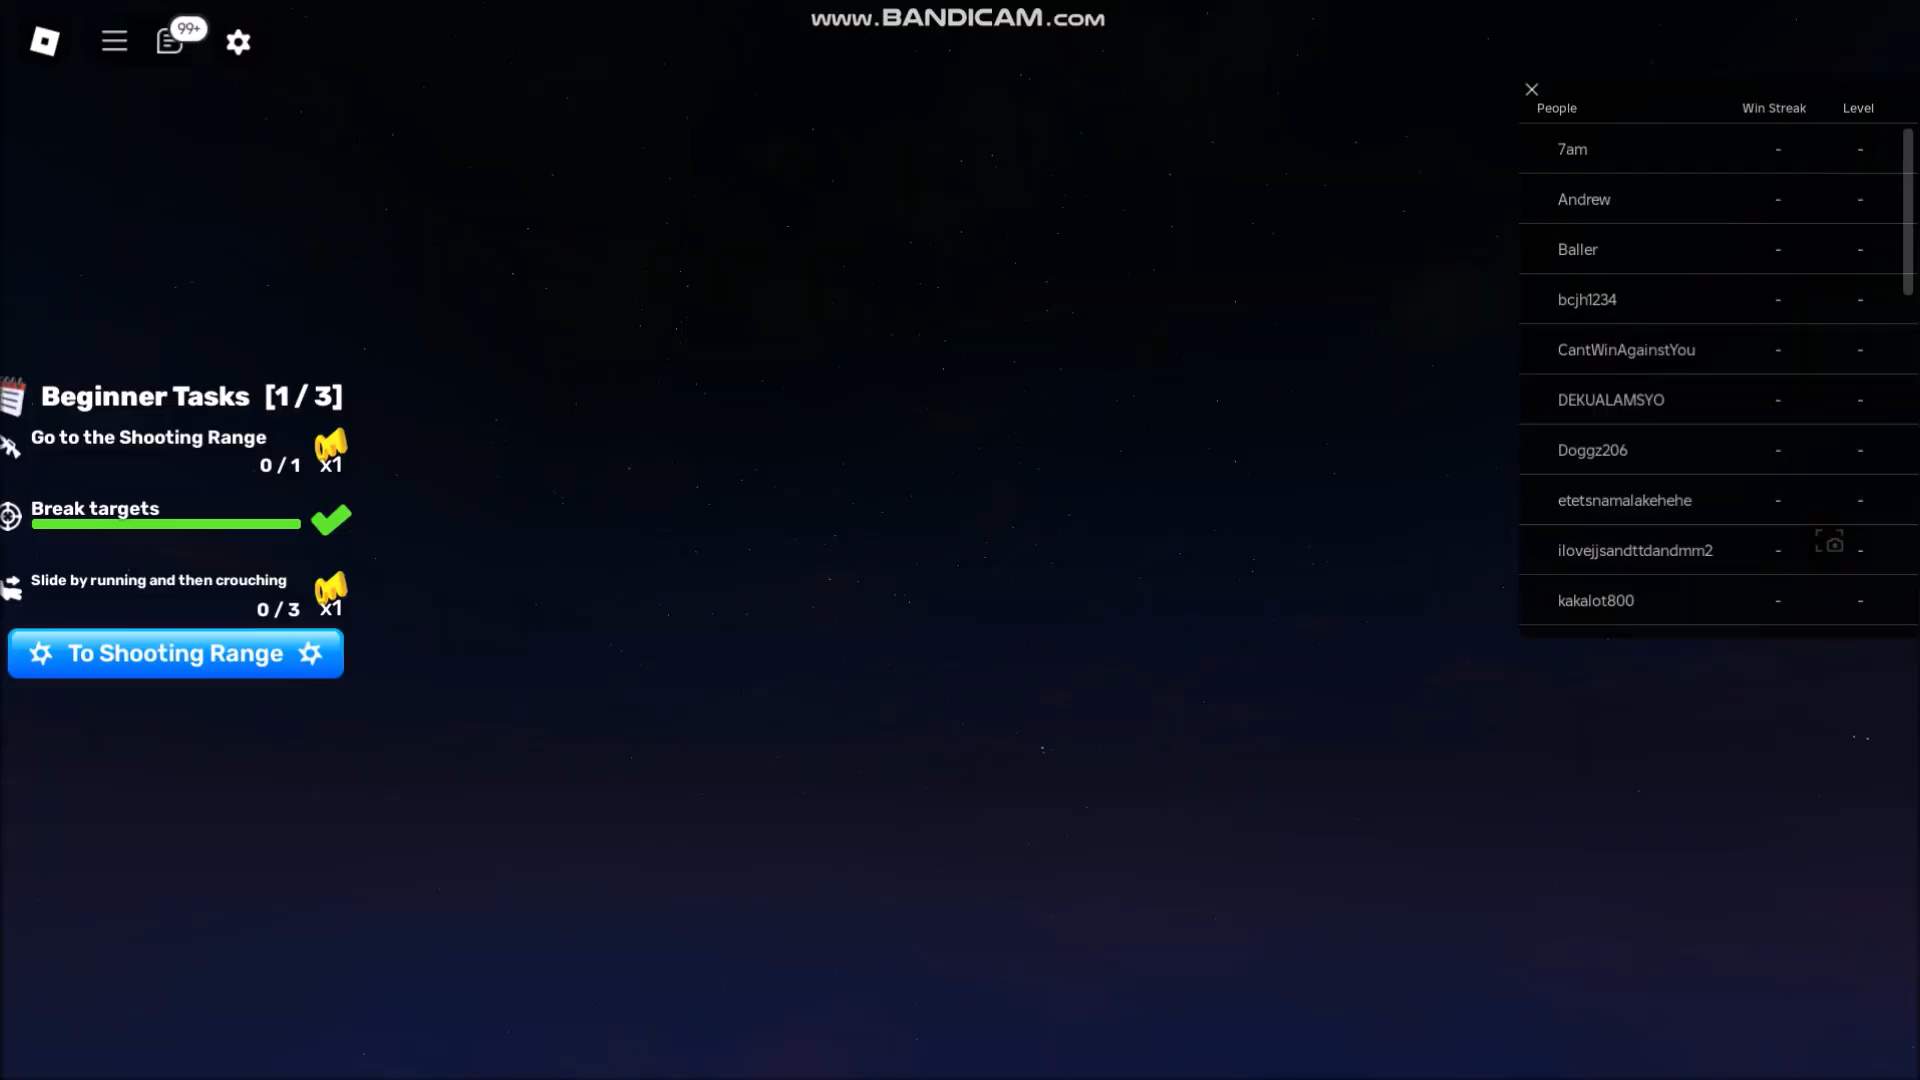 www.BANDICAM.com
99+
People Win Streak Level
7am - -
Andrew - -
Baller - -
bcjh1234 - -
CantWinAgainstYou - -
DEKUALAMSYO - -
Doggz206 - -
etetsnamalakehehe - -
ilovejjsandttdandmm2 - -
kakalot800 - -
Beginner Tasks [1 / 3]
Go to the Shooting Range
0 / 1 x1
Break targets
Slide by running and then crouching
0 / 3 x1
To Shooting Range